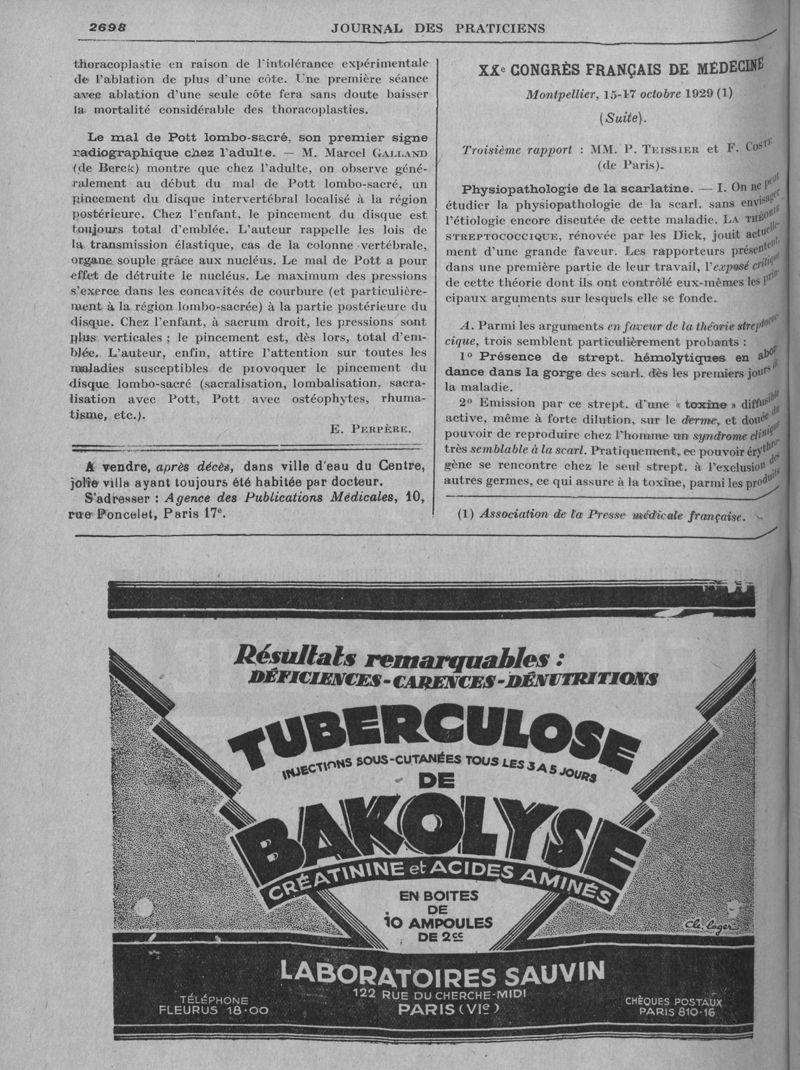 2698
JOURNAL DES PRATICIENS
thoracoplastie en raison de l'intolérance expérimentale
de l'ablation de plus d'une côte. Une première séance
avec ablation d'une seule côte fera sans doute baisser
la mortalité considérable des thoracoplasties.
Le mal de Pott lombo-sacré, son premier signe
radiographique chez l'adulte. — M. Marcel GALLAND
(de Berck) montre que chez l'adulte, on observe géné-
ralement au début du mal de Pott lombo-sacré, un
pincement du disque intervertébral localisé à la région
postérieure. Chez l'enfant, le pincement du disque est
toujours total d'emblée. L'auteur rappelle les lois de
la transmission élastique, cas de la colonne vertébrale,
organe souple grâce aux nucléus. Le mal de Pott a pour
effet de détruite le nucléus. Le maximum des pressions
s'exerce dans les concavités de courbure (et particulière-
ment à la région lombo-sacrée) à la partie postérieure du
disque. Chez l'enfant, à sacrum droit, les pressions sont
plus verticales ; le pincement est, dès lors, total d'em-
blée. L'auteur, enfin, attire l'attention sur toutes les
maladies susceptibles de provoquer le pincement du
disque lombo-sacré (sacralisation, lombalisation, sacra-
lisation avec Pott, Pott avec ostéophytes, rhuma-
tisme, etc.).
E. PERPÈRE.
A vendre, après décès, dans ville d'eau du Centre,
jolie villa ayant toujours été habitée par docteur.
S'adresser : Agence des Publications Médicales, 10,
rue Poncelet, Paris 17e.
XXe CONGRÈS FRANÇAIS DE MÉDECINE
Montpellier, 15-17 octobre 1929 (1)
(Suite).
Troisième rapport : MM. P. TEISSIER et F. COSTE
(de Paris).
Physiopathologie de la scarlatine. — I. On ne peut
étudier la physiopathologie de la scarl. sans envisager
l'étiologie encore discutée de cette maladie. LA THÉORIE
STREPTOCOCCIQUE, rénovée par les Dick, jouit actuelle-
ment d'une grande faveur. Les rapporteurs présentent,
dans une première partie de leur travail, l'exposé critique
de cette théorie dont ils ont contrôlé eux-mêmes les prin-
cipaux arguments sur lesquels elle se fonde.
A. Parmi les arguments en faveur de la théorie streptococ-
cique, trois semblent particulièrement probants :
1o Présence de strept. hémolytiques en abon-
dance dans la gorge des scarl. dès les premiers jours de
la maladie.
2o Emission par ce strept. d'une « toxine » diffusible
active, même à forte dilution, sur le derme, et douée du
pouvoir de reproduire chez l'homme un syndrome clinique
très semblable à la scarl. Pratiquement, ce pouvoir érythro-
gène se rencontre chez le seul strept. à l'exclusion des
autres germes, ce qui assure à la toxine, parmi les produits
(1) Association de la Presse médicale française.
Résultats remarquables :
DÉFICIENCES - CARENCES - DÉNUTRITIONS
TUBERCULOSE
INJECTIONS SOUS-CUTANÉES TOUS LES 3 A 5 JOURS
DE
BAKOLYSE
CRÉATININE et ACIDES AMINÉS
EN BOITES
DE
10 AMPOULES
DE 2cc
Ch. Loger
LABORATOIRES SAUVIN
122 RUE DU CHERCHE-MIDI
PARIS (VIe)
TÉLÉPHONE
FLEURUS 18-00
CHÈQUES POSTAUX
PARIS 810-16